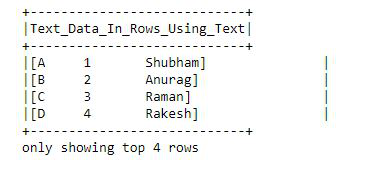 +---------------------------+
|Text_Data_In_Rows_Using_Text|
+---------------------------+
|[A     1       Shubham]               |
|[B     2       Anurag]                |
|[C     3       Raman]                 |
|[D     4       Rakesh]                |
+---------------------------+
only showing top 4 rows